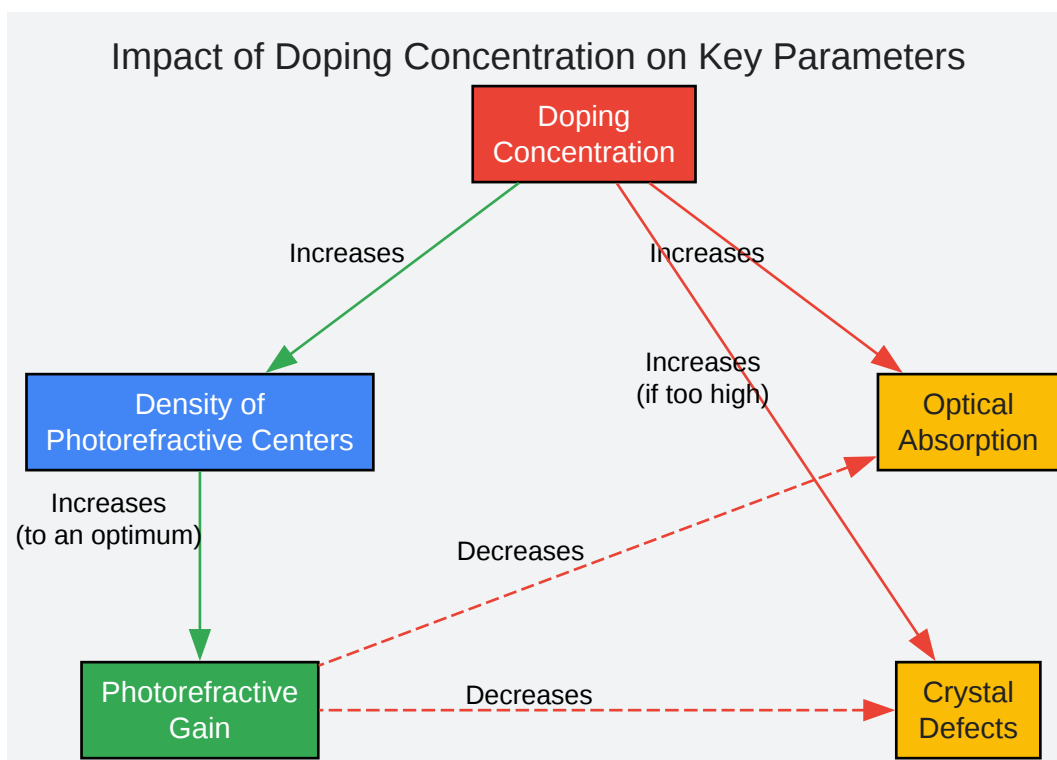 Impact of Doping Concentration on Key Parameters
Doping
Concentration
Increases
Increases
Increases
(if too high)
Density of
Photorefractive Centers
Optical
Absorption
Increases
(to an optimum)
Decreases
Photorefractive
Gain
Decreases
Crystal
Defects